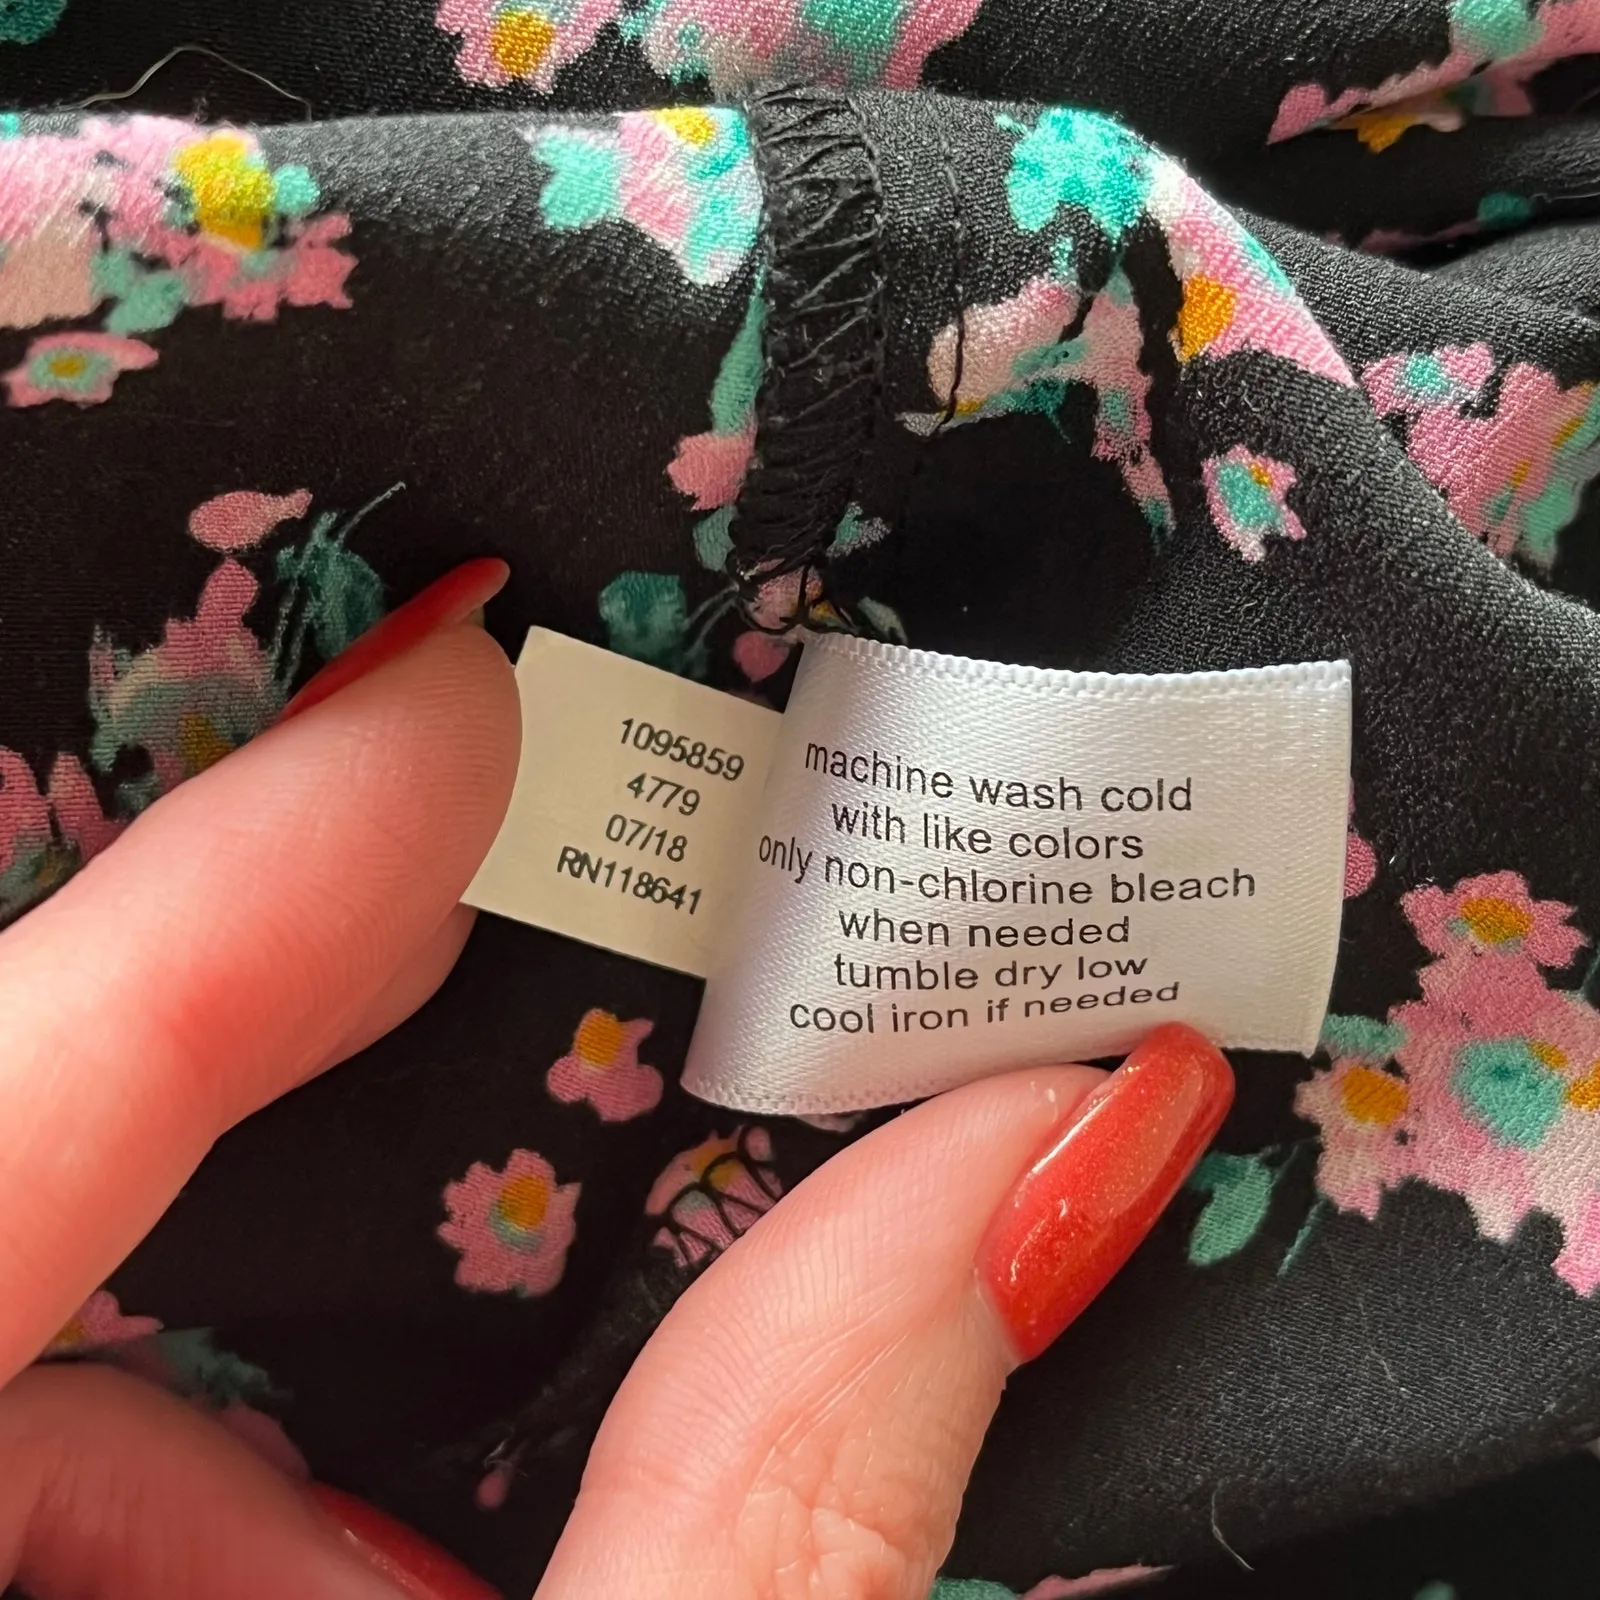 1095859
4779
07/18
RN118641
machine wash cold
with like colors
only non-chlorine bleach
when needed
tumble dry low
cool iron if needed